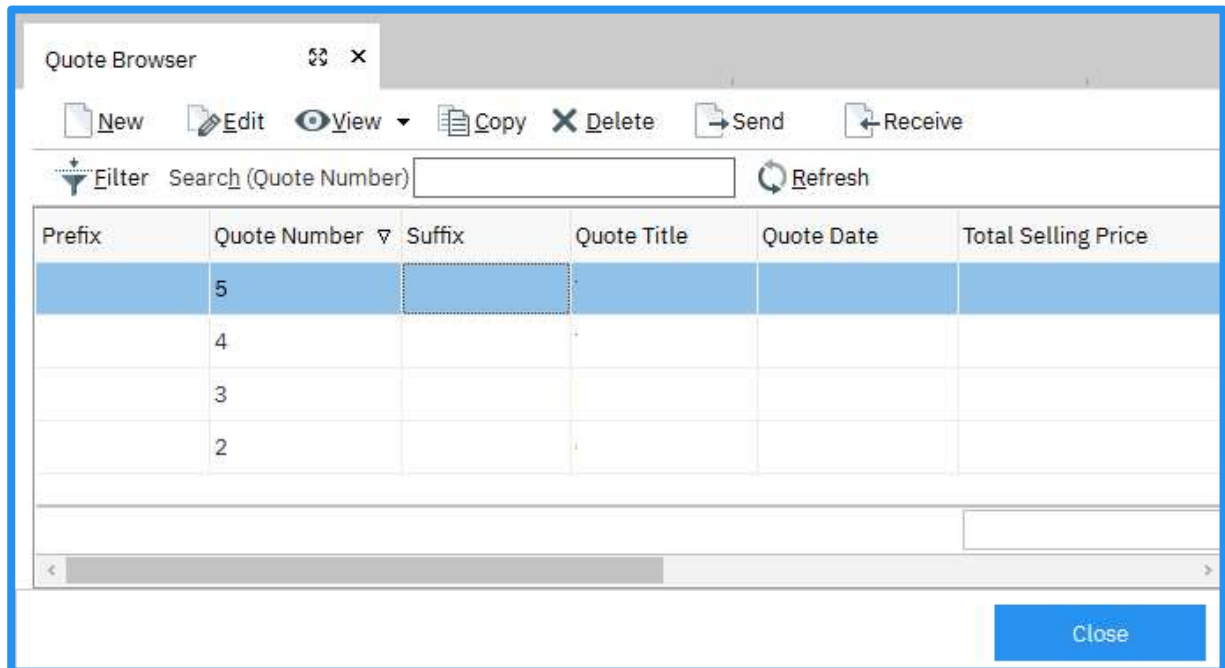 Quote Browser
New Edit View Copy Delete Send Receive
Filter Search (Quote Number) Refresh
Prefix Quote Number Suffix Quote Title Quote Date Total Selling Price
5
4
3
2
Close